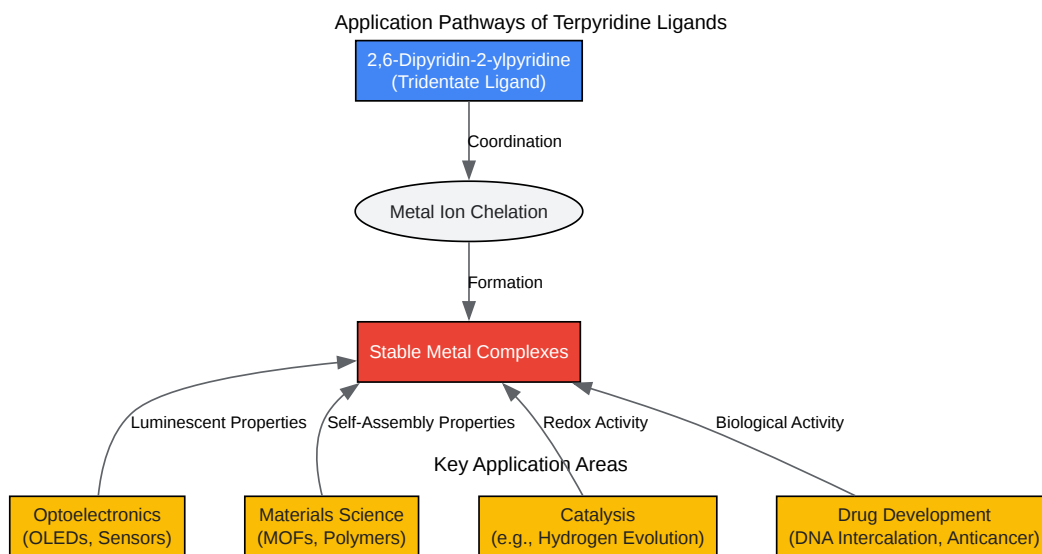 Application Pathways of Terpyridine Ligands
2,6-Dipyridin-2-ylpyridine
(Tridentate Ligand)
Coordination
Metal Ion Chelation
Formation
Stable Metal Complexes
Luminescent Properties
Self-Assembly Properties
Redox Activity
Biological Activity
Key Application Areas
Optoelectronics
(OLEDs, Sensors)
Materials Science
(MOFs, Polymers)
Catalysis
(e.g., Hydrogen Evolution)
Drug Development
(DNA Intercalation, Anticancer)